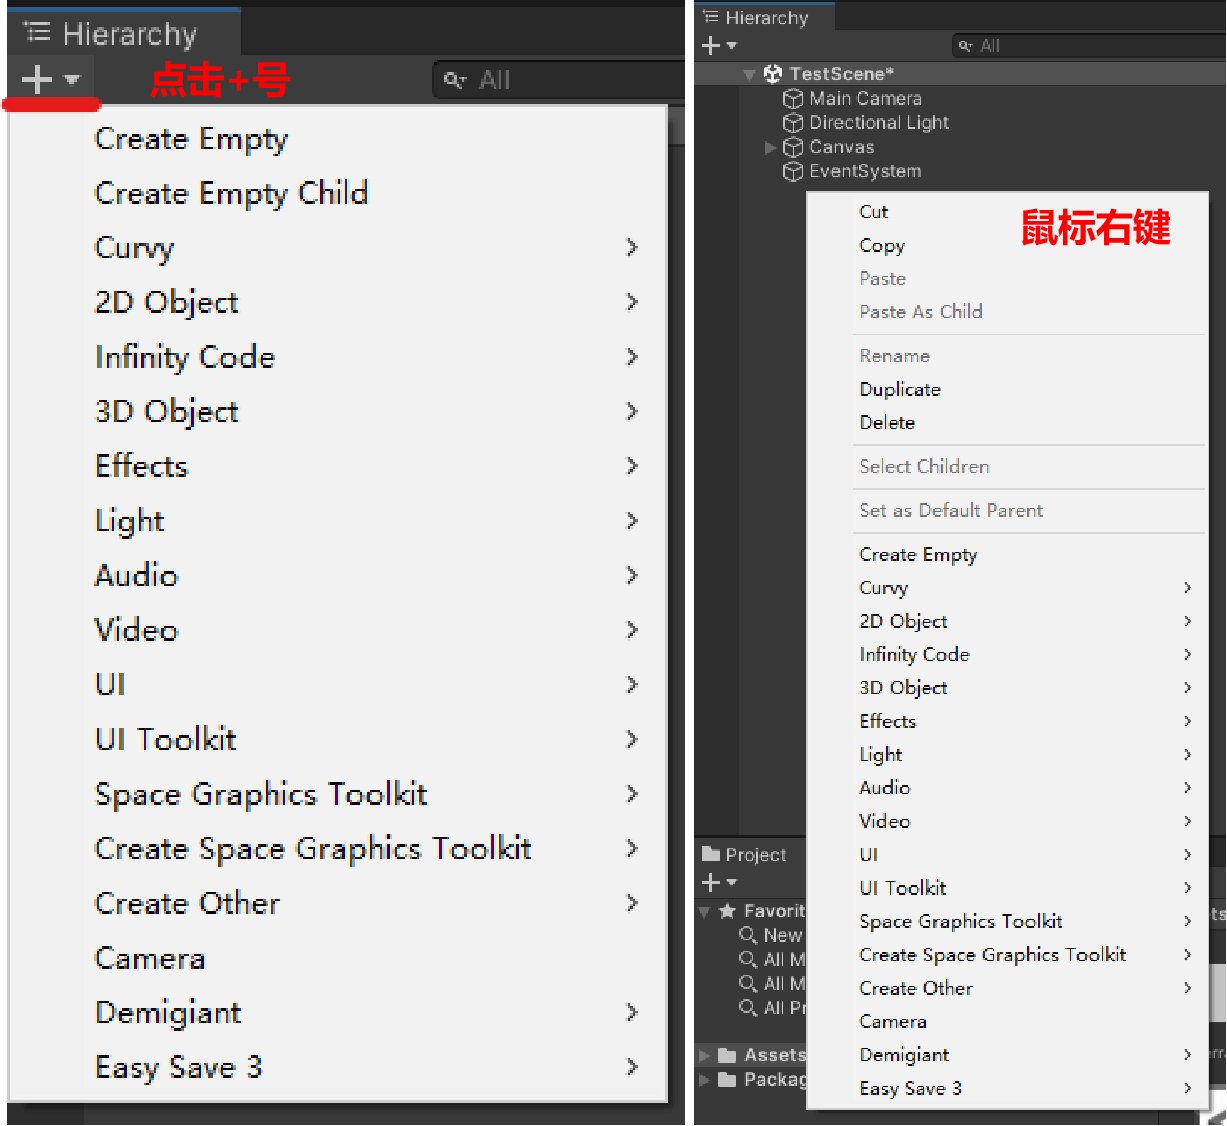 Hierarchy
点击+号
All
Create Empty
Create Empty Child
Curvy
2D Object
Infinity Code
3D Object
Effects
Light
Audio
Video
UI
UI Toolkit
Space Graphics Toolkit
Create Space Graphics Toolkit
Create Other
Camera
Demigiant
Easy Save 3
Hierarchy
All
TestScene*
Main Camera
Directional Light
Canvas
EventSystem
鼠标右键
Cut
Copy
Paste
Paste As Child
Rename
Duplicate
Delete
Select Children
Set as Default Parent
Create Empty
Curvy
2D Object
Infinity Code
3D Object
Effects
Light
Audio
Video
UI
UI Toolkit
Space Graphics Toolkit
Create Space Graphics Toolkit
Create Other
Camera
Demigiant
Easy Save 3
Project
Favorit
New
All M
All M
All Pr
Assets
Packag